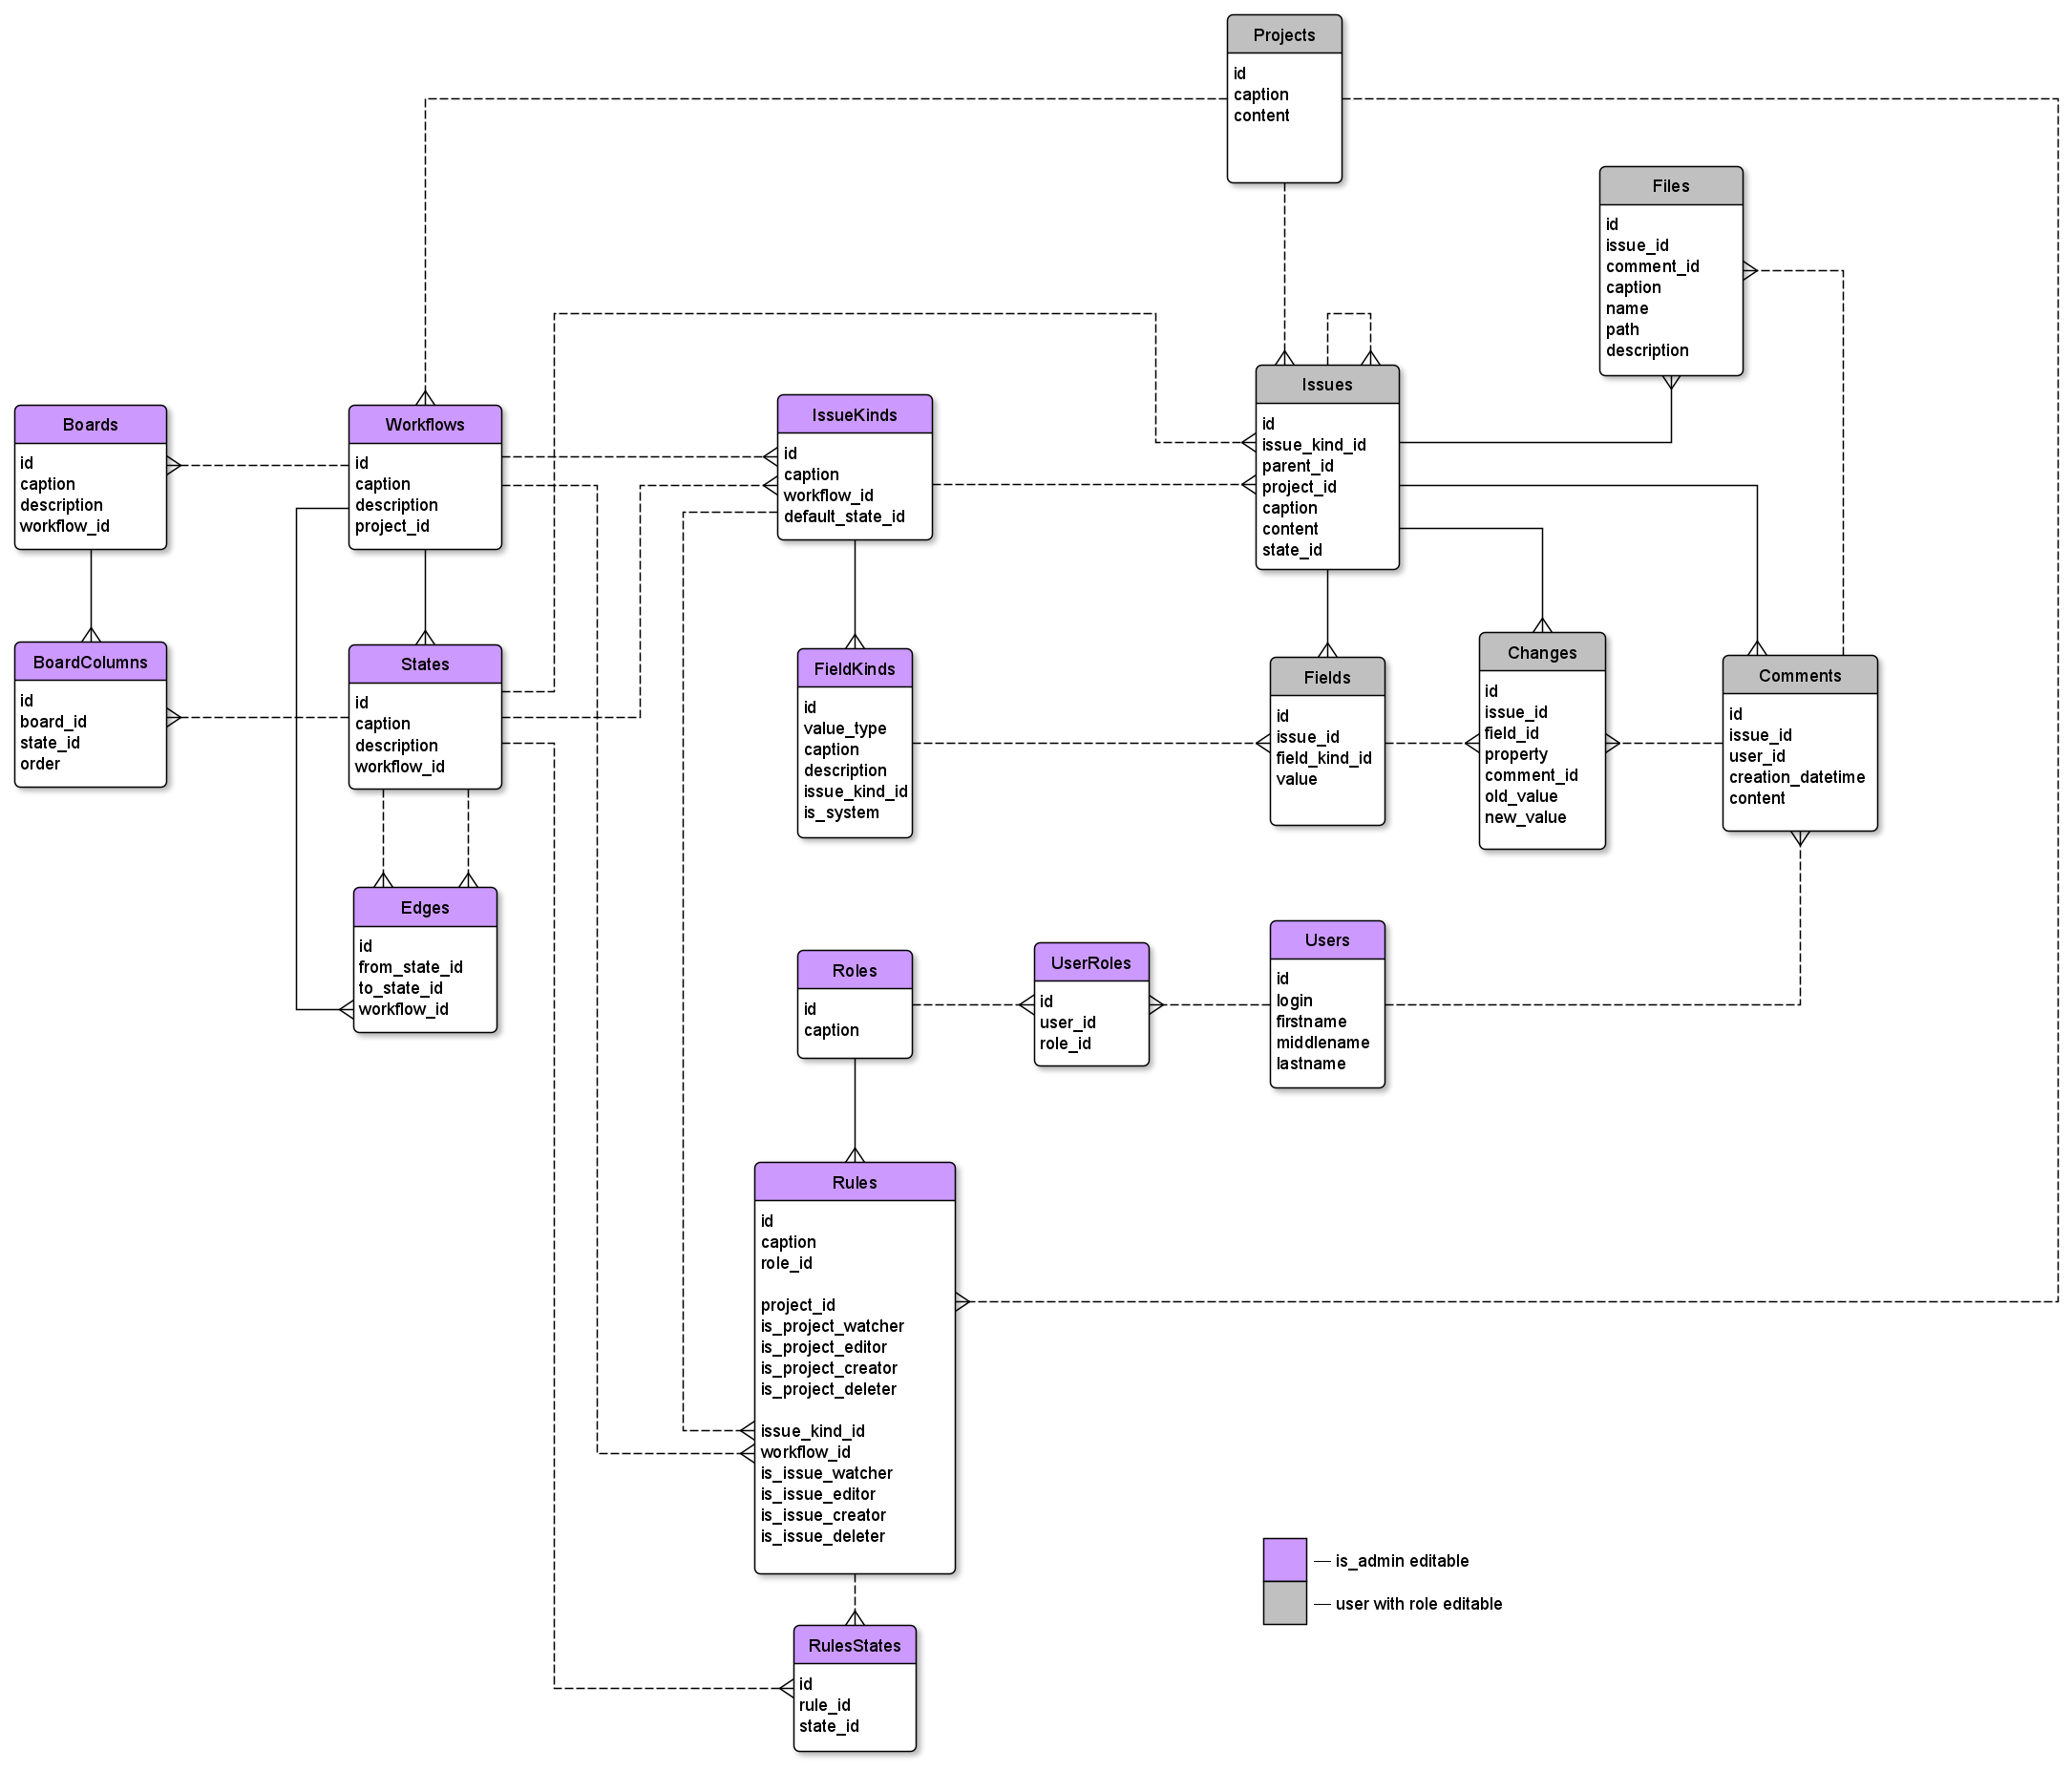 Projects
id
caption
content
Files
id
issue_id
comment_id
caption
name
path
description
Boards
id
caption
description
workflow_id
Workflows
id
caption
description
project_id
IssueKinds
id
caption
workflow_id
default_state_id
Issues
id
issue_kind_id
parent_id
project_id
caption
content
state_id
BoardColumns
id
board_id
state_id
order
States
id
caption
description
workflow_id
FieldKinds
id
value_type
caption
description
issue_kind_id
is_system
Fields
id
issue_id
field_kind_id
value
Changes
id
issue_id
field_id
property
comment_id
old_value
new_value
Comments
id
issue_id
user_id
creation_datetime
content
Edges
id
from_state_id
to_state_id
workflow_id
Roles
id
caption
UserRoles
id
user_id
role_id
Users
id
login
firstname
middlename
lastname
Rules
id
caption
role_id
project_id
is_project_watcher
is_project_editor
is_project_creator
is_project_deleter
issue_kind_id
workflow_id
is_issue_watcher
is_issue_editor
is_issue_creator
is_issue_deleter
RulesStates
id
rule_id
state_id
— is_admin editable
— user with role editable